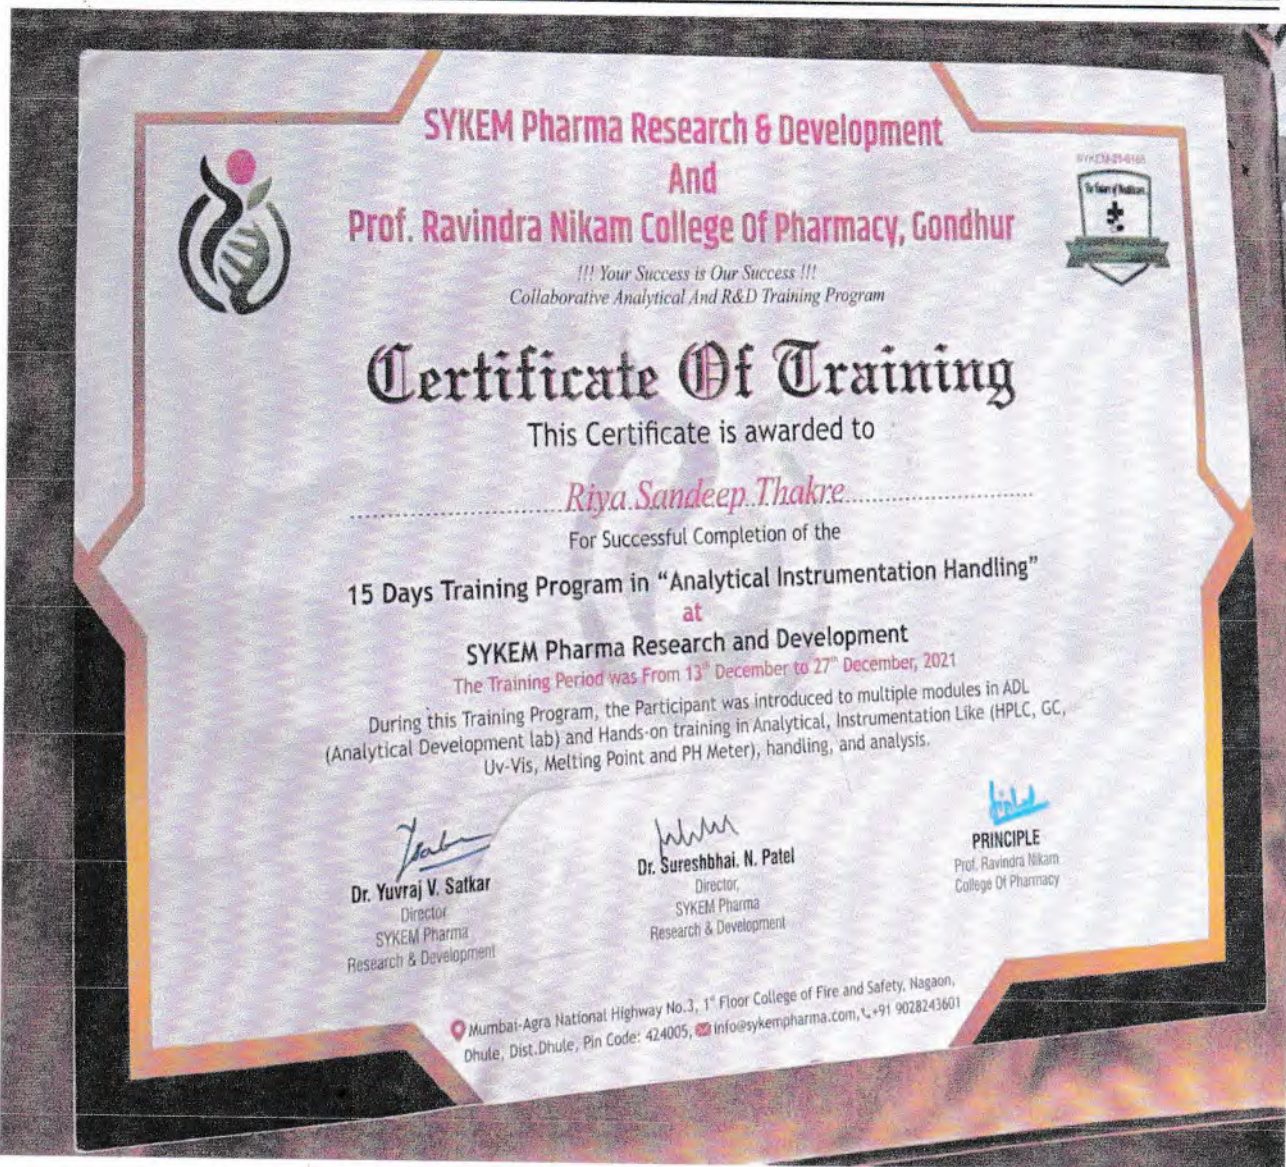 SYKEM Pharma Research & Development
And
Prof. Ravindra Nikam College Of Pharmacy, Gondhur
!!! Your Success is Our Success !!!
Collaborative Analytical And R&D Training Program
Certificate Of Training
This Certificate is awarded to
Riya Sandeep Thakre
For Successful Completion of the
15 Days Training Program in “Analytical Instrumentation Handling”
at
SYKEM Pharma Research and Development
The Training Period was From 13th December to 27th December, 2021
During this Training Program, the Participant was introduced to multiple modules in ADL
(Analytical Development lab) and Hands-on training in Analytical, Instrumentation Like (HPLC, GC,
Uv-Vis, Melting Point and PH Meter), handling, and analysis.
Dr. Yuvraj V. Satkar
Director
SYKEM Pharma
Research & Development
Dr. Sureshbhai. N. Patel
Director,
SYKEM Pharma
Research & Development
PRINCIPLE
Prof. Ravindra Nikam
College Of Pharmacy
Mumbai-Agra National Highway No.3, 1st Floor College of Fire and Safety, Nagaon,
Dhule, Dist.Dhule, Pin Code: 424005, info@sykempharma.com, +91 9028243601